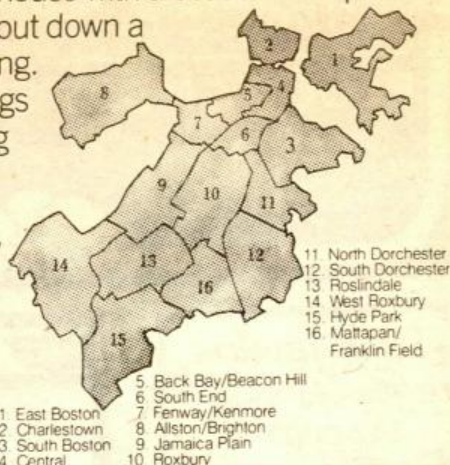 out down a
ng.
gs
g
2
1
8
5
4
7
6
3
9
10
11
14
13
12
16
15
1. East Boston
2. Charlestown
3. South Boston
4. Central
5. Back Bay/Beacon Hill
6. South End
7. Fenway/Kenmore
8. Allston/Brighton
9. Jamaica Plain
10. Roxbury
11. North Dorchester
12. South Dorchester
13. Roslindale
14. West Roxbury
15. Hyde Park
16. Mattapan/
Franklin Field